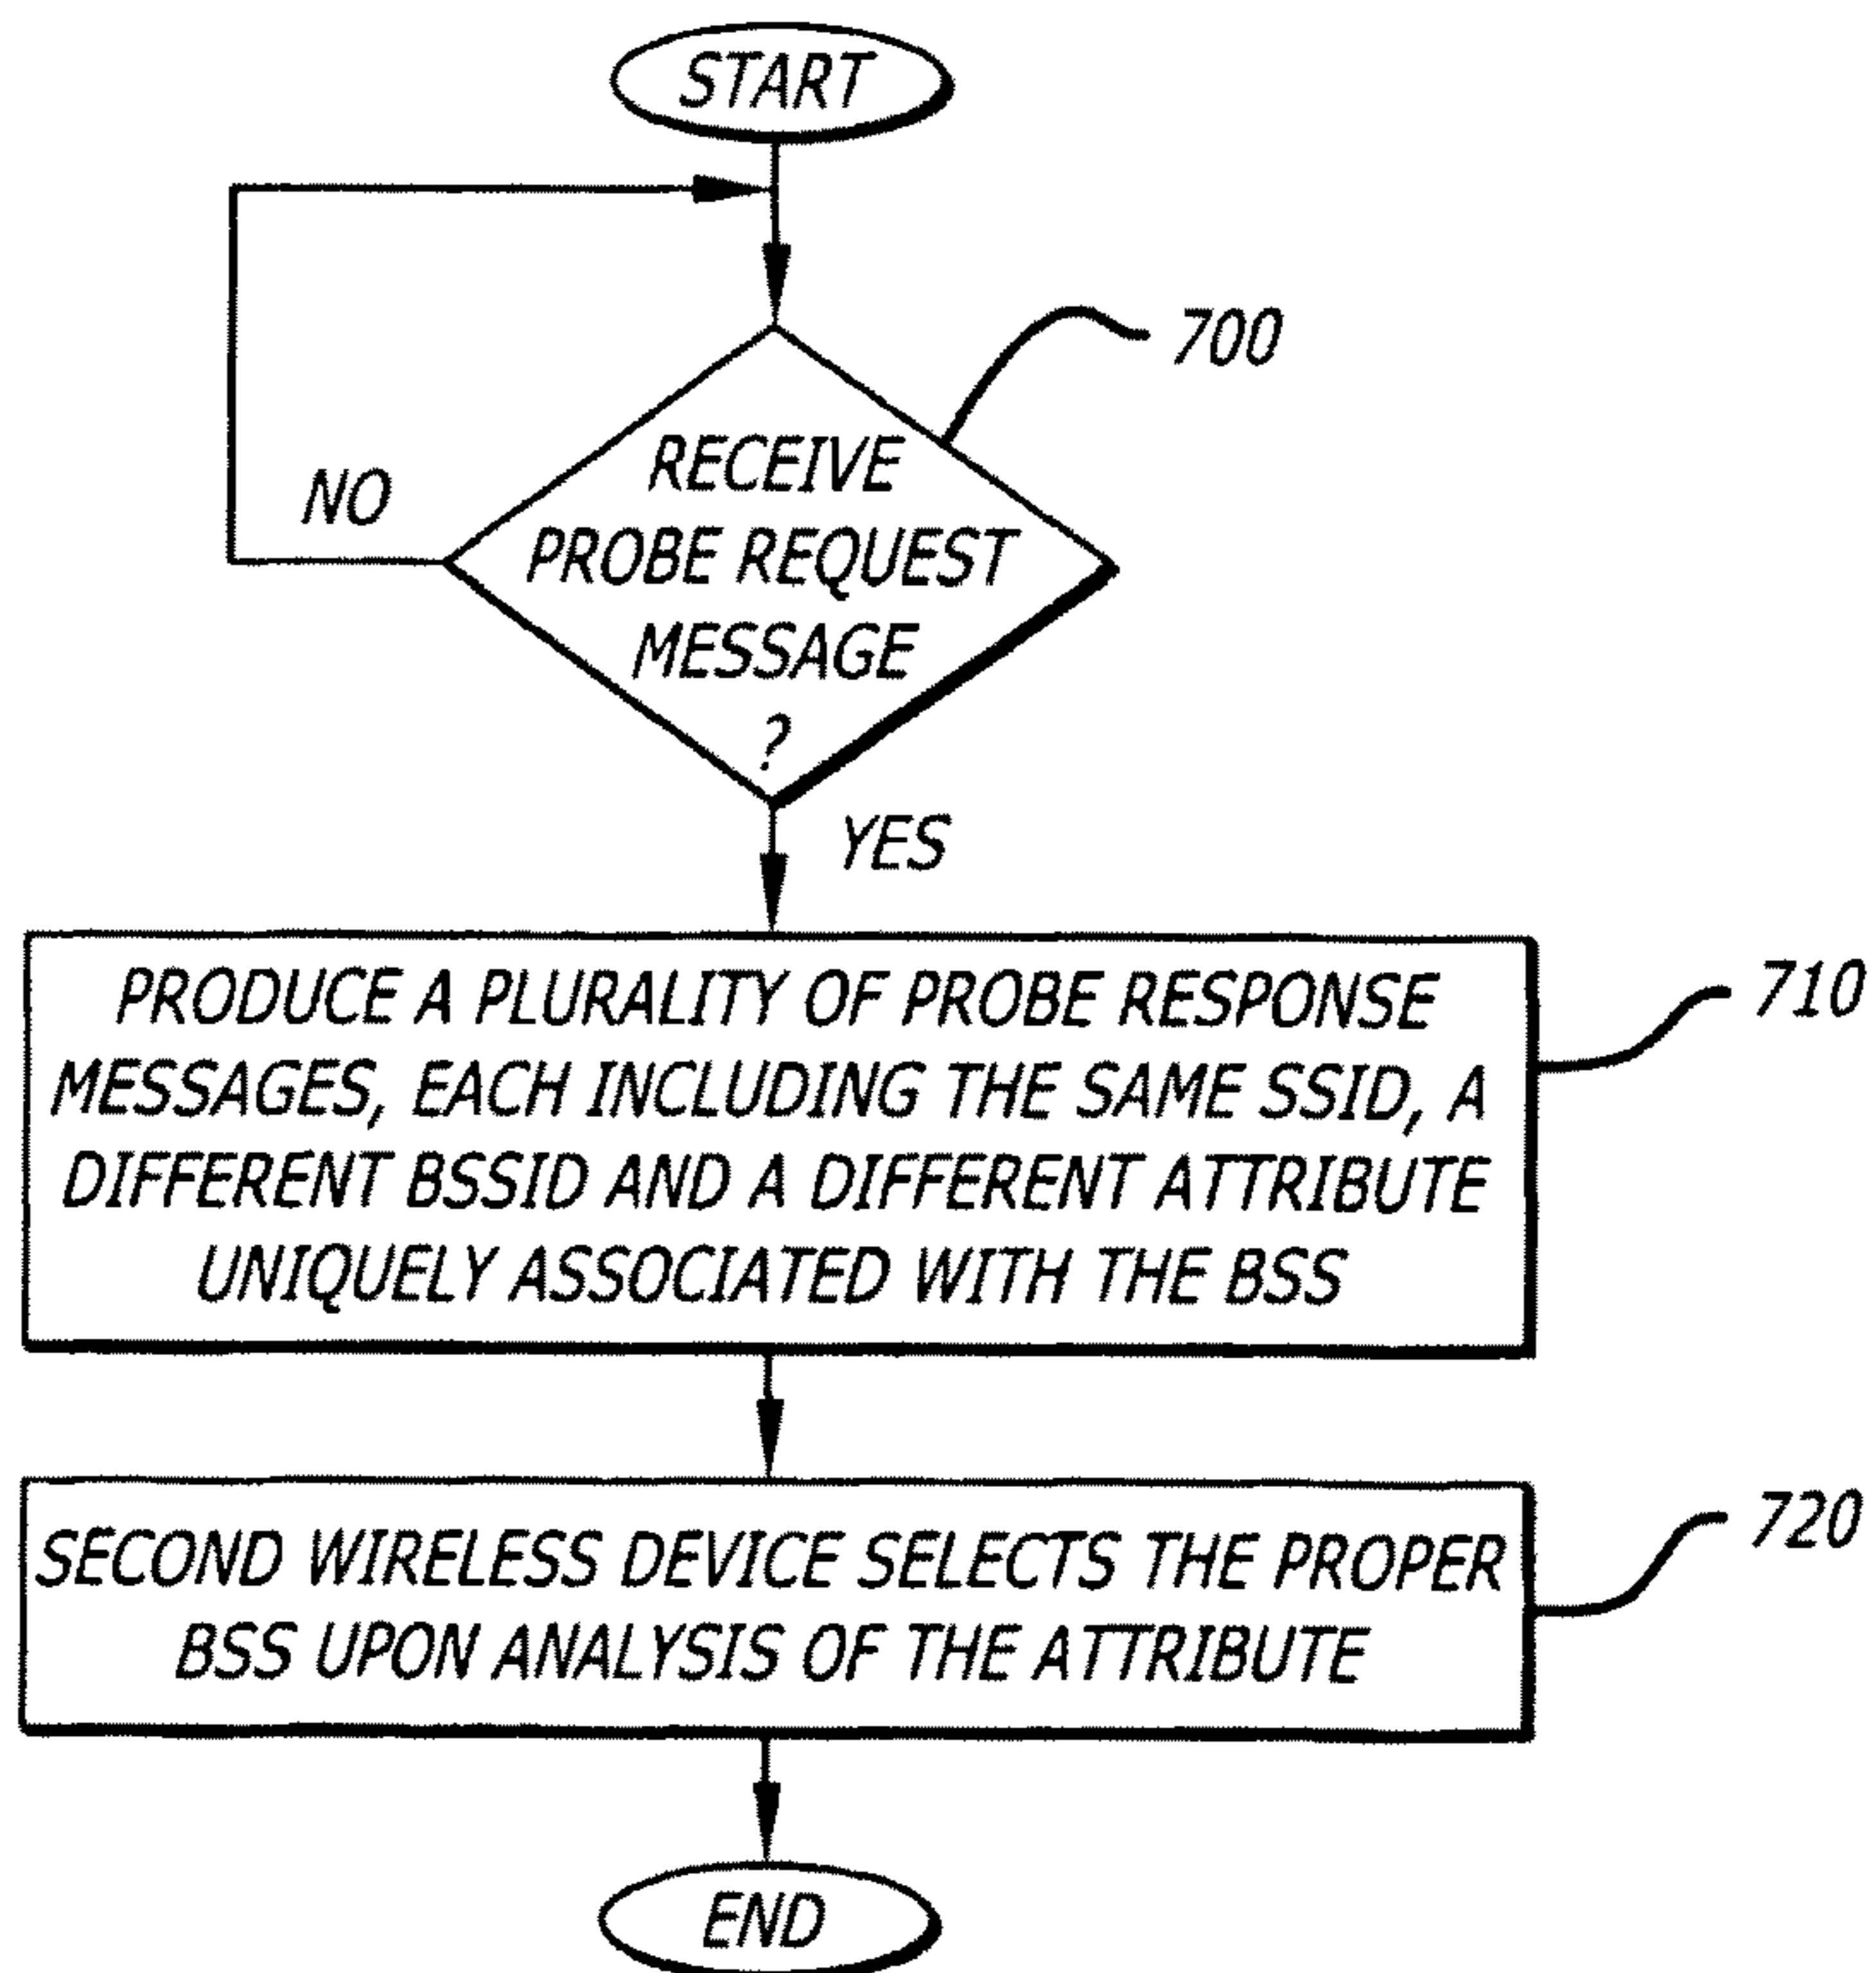 START
700
RECEIVE
PROBE REQUEST
MESSAGE
?
NO
YES
PRODUCE A PLURALITY OF PROBE RESPONSE
MESSAGES, EACH INCLUDING THE SAME SSID, A
DIFFERENT BSSID AND A DIFFERENT ATTRIBUTE
UNIQUELY ASSOCIATED WITH THE BSS
710
SECOND WIRELESS DEVICE SELECTS THE PROPER
BSS UPON ANALYSIS OF THE ATTRIBUTE
720
END